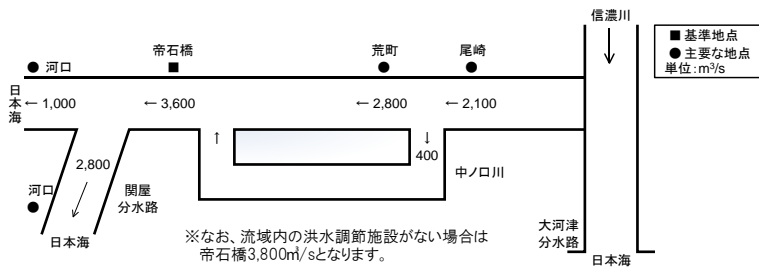 信濃川
■基準地点
●主要な地点
単位:m³/s
河口
帝石橋
荒町
尾崎
日本海
←1,000
←3,600
←2,800
←2,100
↑
↓
400
2,800
中ノ口川
関屋
分水路
河口
日本海
大河津
分水路
日本海
※なお、流域内の洪水調節施設がない場合は
帝石橋3,800㎥/sとなります。